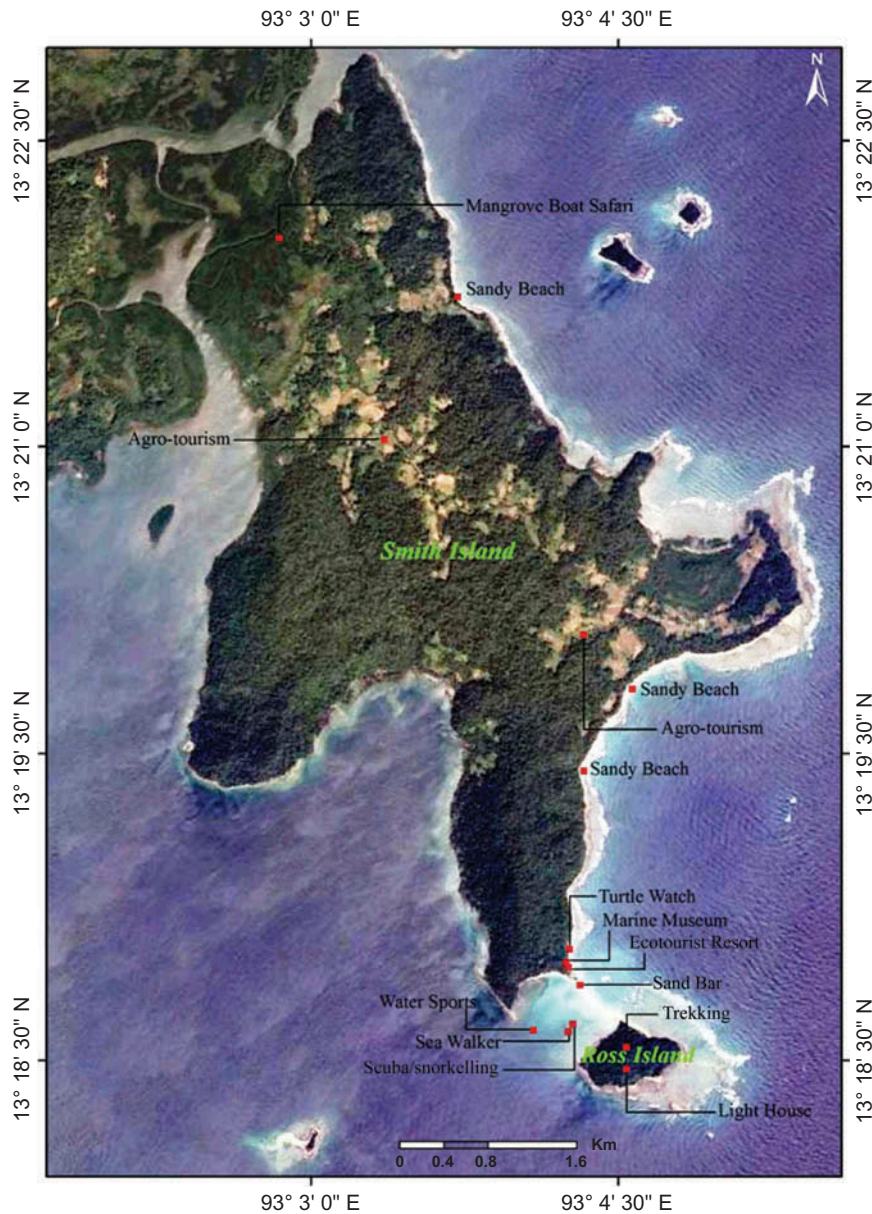 93° 3' 0" E
93° 4' 30" E
N
13° 22' 30" N
13° 22' 30" N
Mangrove Boat Safari
Sandy Beach
13° 21' 0" N
13° 21' 0" N
Agro-tourism
Smith Island
Sandy Beach
Agro-tourism
13° 19' 30" N
13° 19' 30" N
Sandy Beach
Turtle Watch
Marine Museum
Ecotourist Resort
Sand Bar
Water Sports
Trekking
Sea Walker
Ross Island
13° 18' 30" N
13° 18' 30" N
Scuba/snorkelling
Light House
Km
0 0.4 0.8 1.6
93° 3' 0" E
93° 4' 30" E